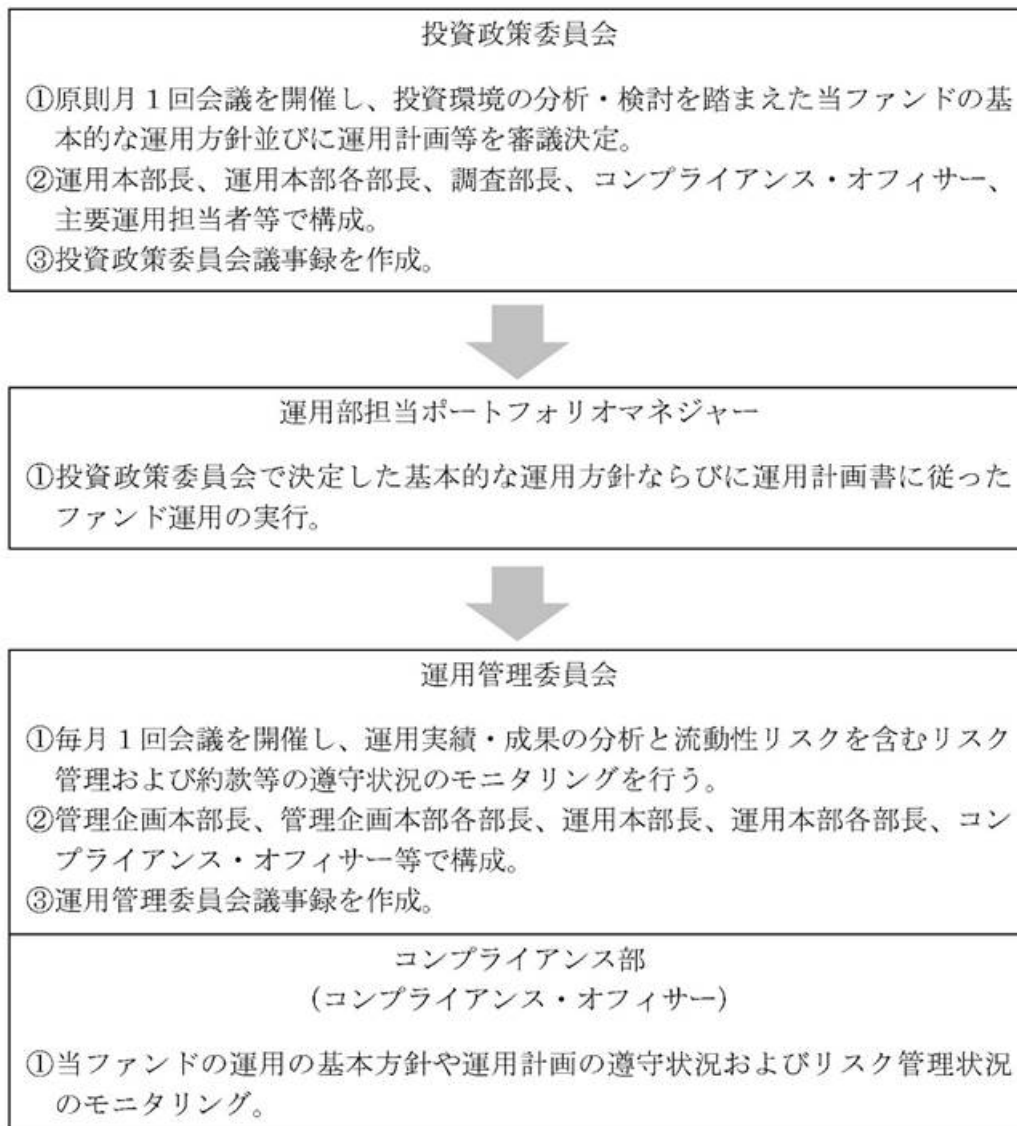 投資政策委員会
①原則月1回会議を開催し、投資環境の分析・検討を踏まえた当ファンドの基
本的な運用方針並びに運用計画等を審議決定。
②運用本部長、運用本部各部長、調査部長、コンプライアンス・オフィサー、
主要運用担当者等で構成。
③投資政策委員会議事録を作成。
運用部担当ポートフォリオマネジャー
①投資政策委員会で決定した基本的な運用方針ならびに運用計画書に従った
ファンド運用の実行。
運用管理委員会
①毎月1回会議を開催し、運用実績・成果の分析と流動性リスクを含むリスク
管理および約款等の遵守状況のモニタリングを行う。
②管理企画本部長、管理企画本部各部長、運用本部長、運用本部各部長、コン
プライアンス・オフィサー等で構成。
③運用管理委員会議事録を作成。
コンプライアンス部
(コンプライアンス・オフィサー)
①当ファンドの運用の基本方針や運用計画の遵守状況およびリスク管理状況
のモニタリング。